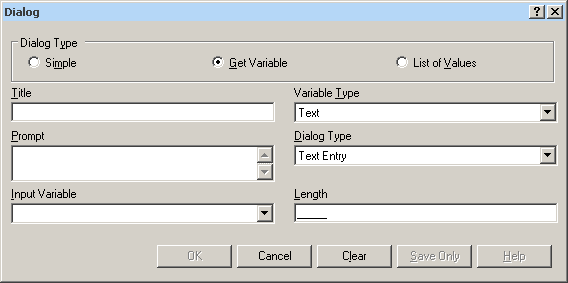 Dialog
Dialog Type
Simple Get Variable List of Values
Title Variable Type
Text
Prompt Dialog Type
Text Entry
Input Variable Length
_____
OK Cancel Clear Save Only Help